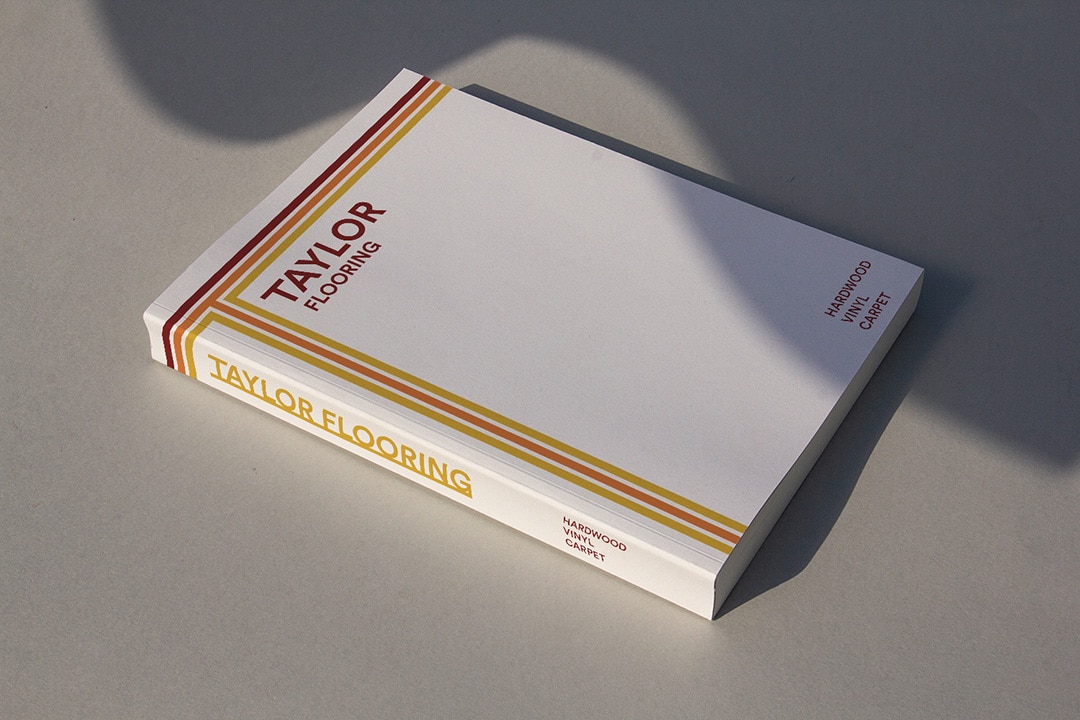 TAYLOR
FLOORING
HARDWOOD
VINYL
CARPET
TAYLOR FLOORING
HARDWOOD
VINYL
CARPET